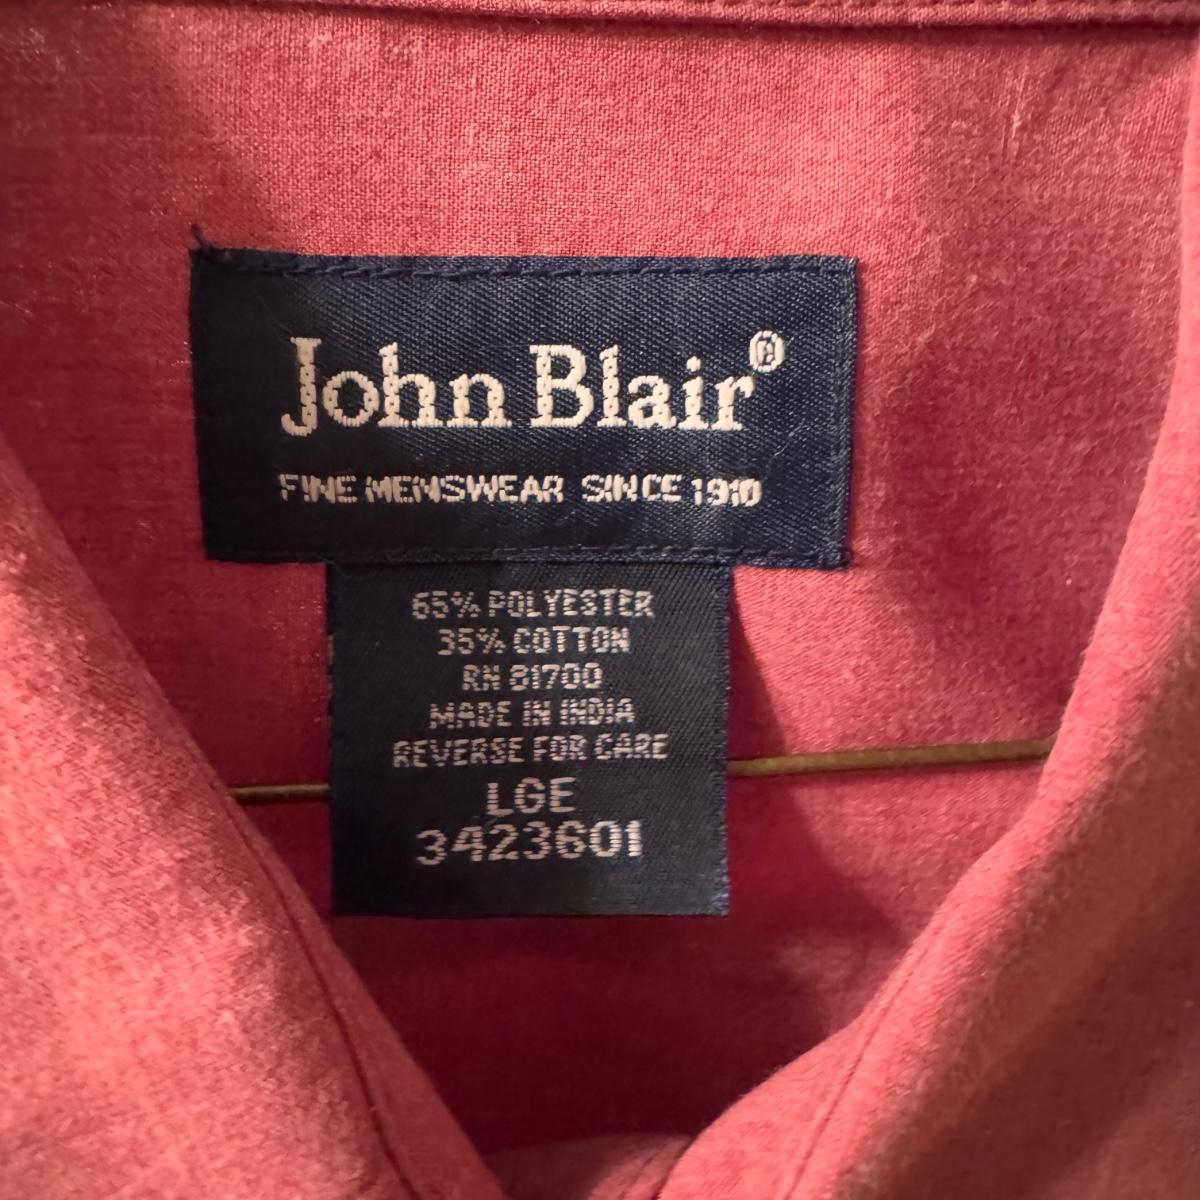 John Blair®
FINE MENSWEAR SINCE 1910
65% POLYESTER
35% COTTON
RN 81700
MADE IN INDIA
REVERSE FOR CARE
LGE
3423601